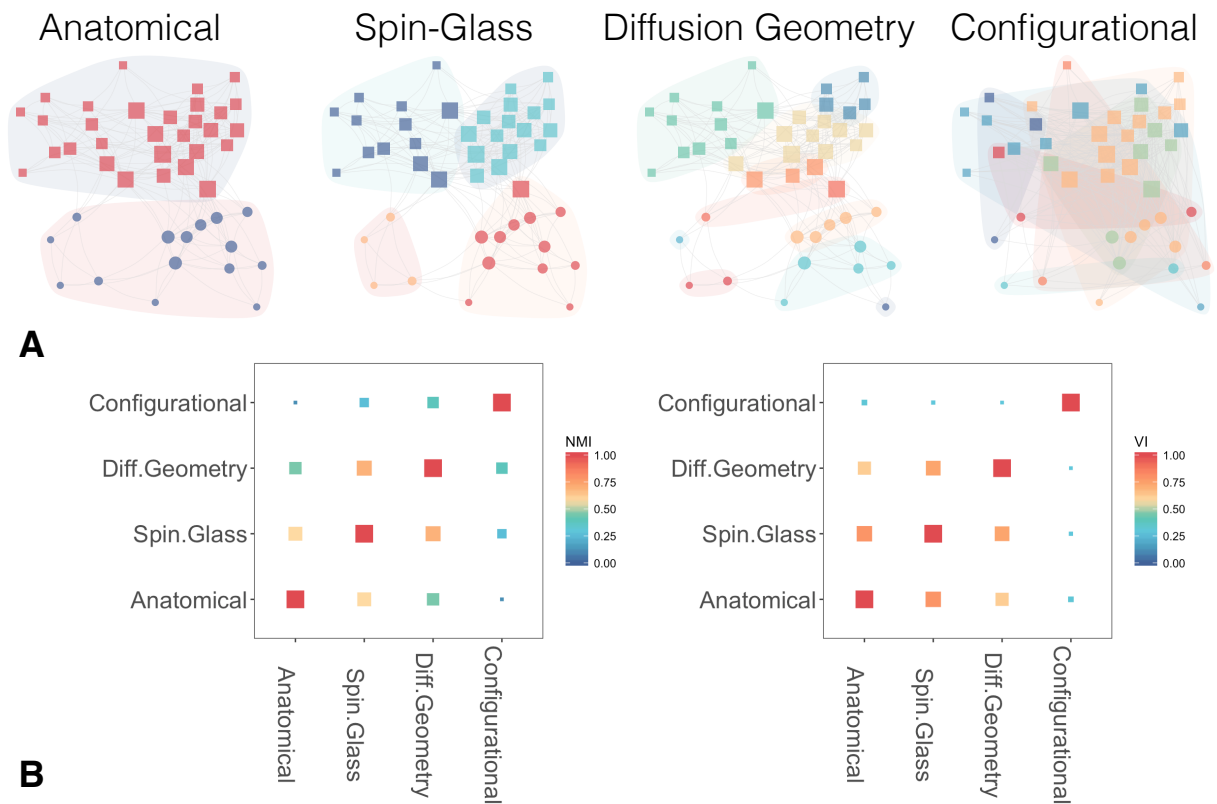 Anatomical Spin-Glass Diffusion Geometry Configurational
A
Configurational
Diff.Geometry
Spin.Glass
Anatomical
Anatomical
Spin.Glass
Diff.Geometry
Configurational
NMI
1.00
0.75
0.50
0.25
0.00
Configurational
Diff.Geometry
Spin.Glass
Anatomical
Anatomical
Spin.Glass
Diff.Geometry
Configurational
VI
1.00
0.75
0.50
0.25
0.00
B